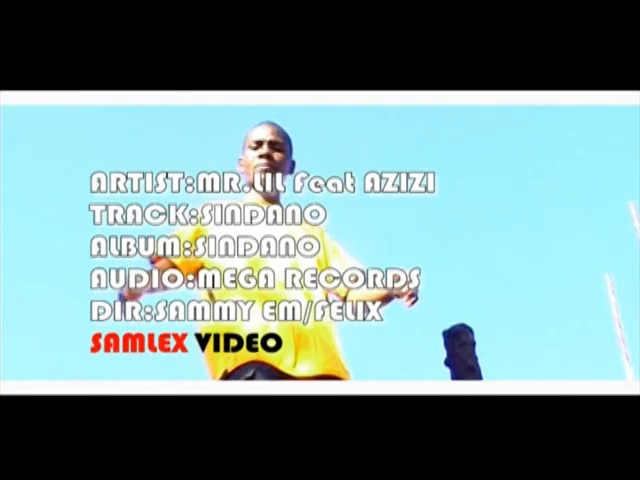 ARTIST:MR.LIL Feat AZIZI
TRACK:SINDANO
ALBUM:SINDANO
AUDIO:MEGA RECORDS
DIR:SAMMY EM/FELIX
SAMLEX VIDEO